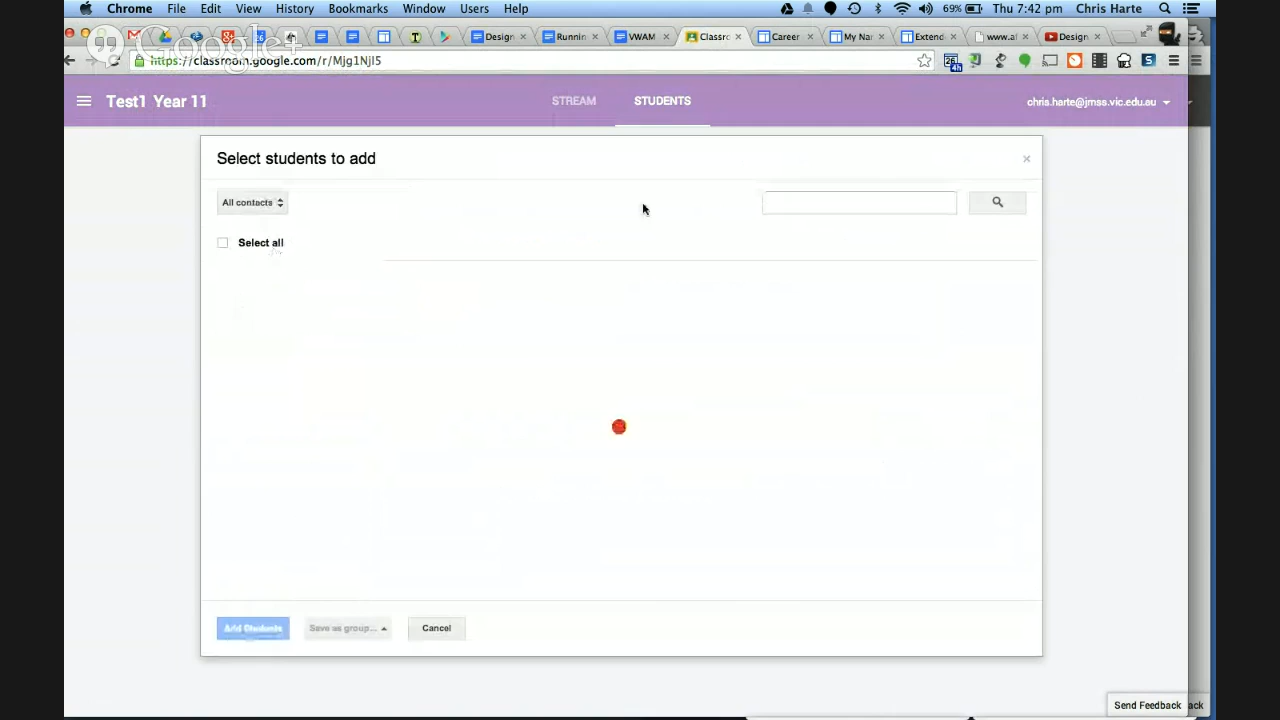 Chrome File Edit View History Bookmarks Window Users Help 69% Thu 7:42 pm Chris Harte
Google+
Design Runnin VWAM Classro Career My Nar Extend www.al Design
https://classroom.google.com/r/Mjg1NjI5
Test1 Year 11 STREAM STUDENTS chris.harte@jmss.vic.edu.au
Select students to add
All contacts
Select all
Add Students Save as group... Cancel
Send Feedback ack